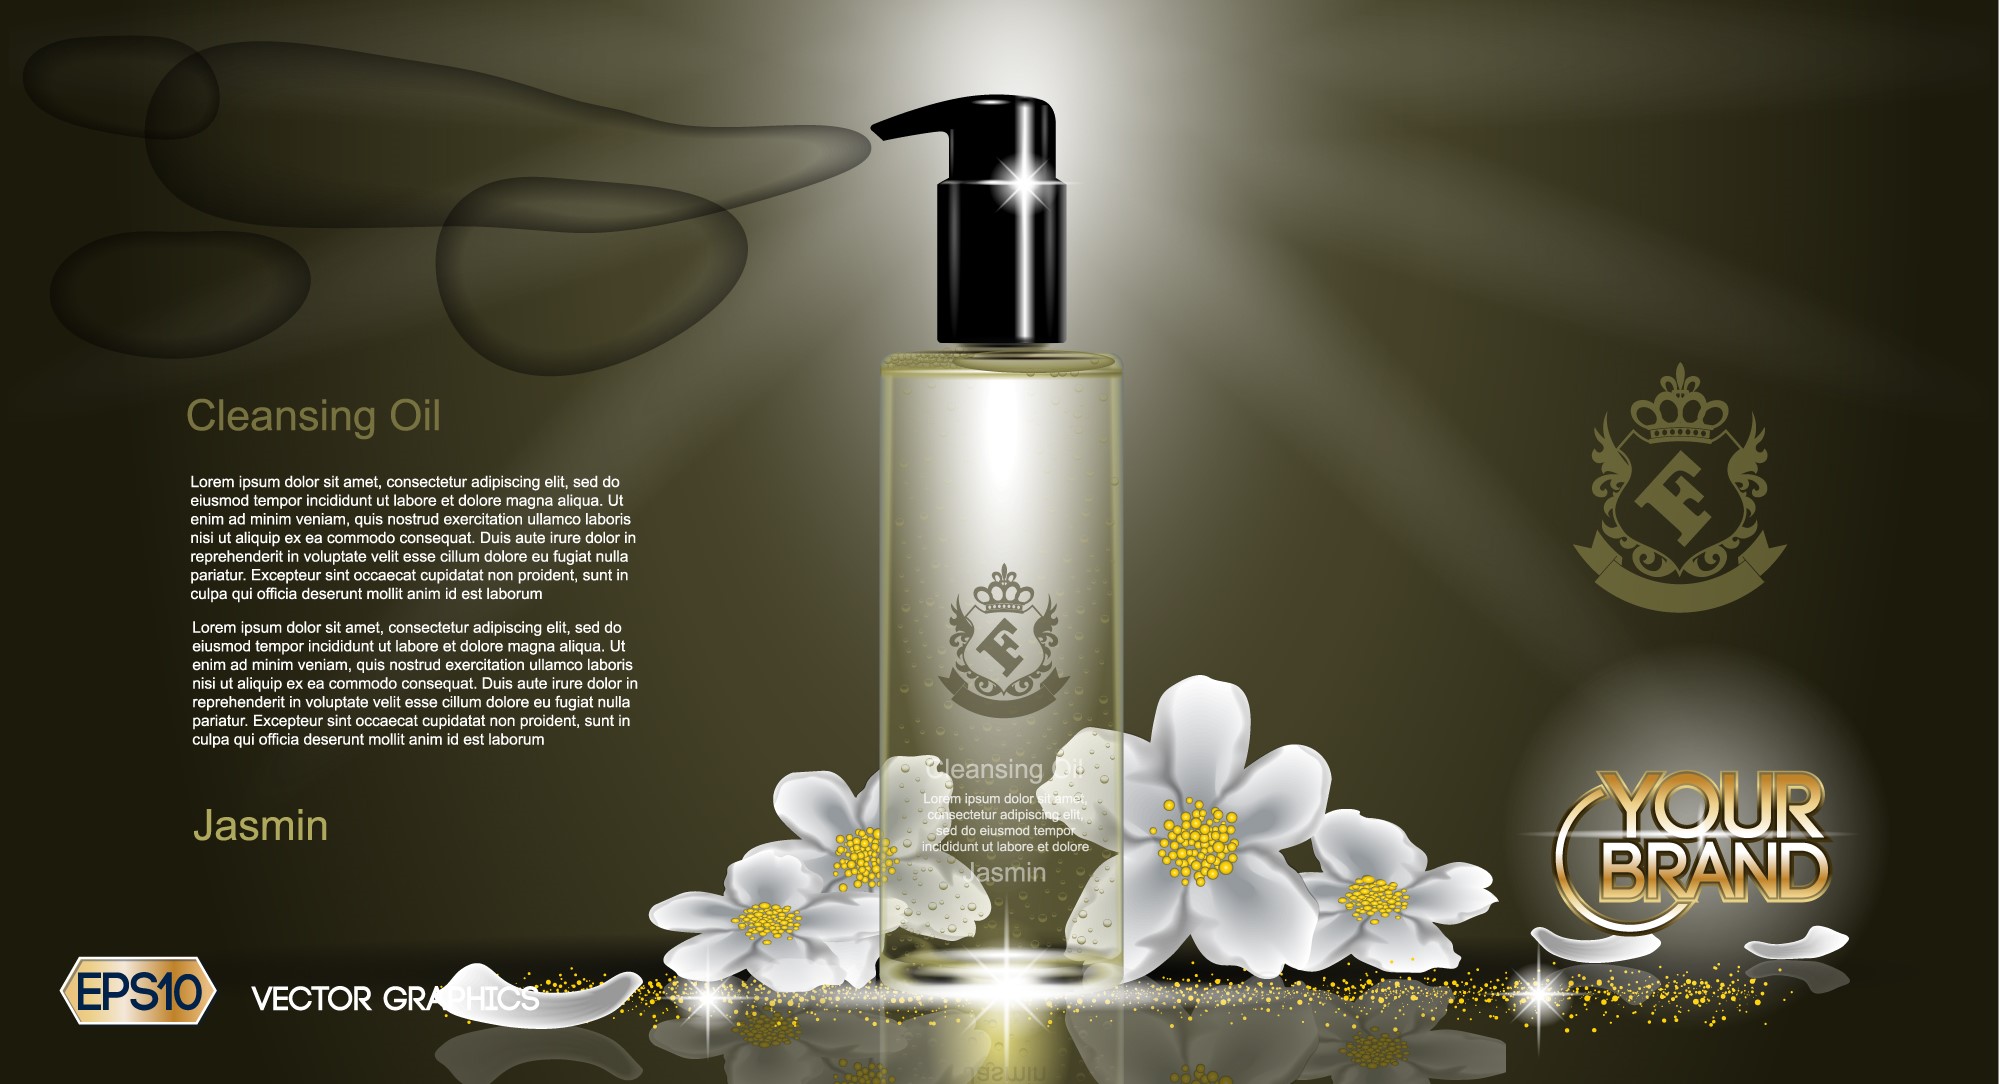 Cleansing Oil
Lorem ipsum dolor sit amet, consectetur adipiscing elit, sed do
eiusmod tempor incididunt ut labore et dolore magna aliqua. Ut
enim ad minim veniam, quis nostrud exercitation ullamco laboris
nisi ut aliquip ex ea commodo consequat. Duis aute irure dolor in
reprehenderit in voluptate velit esse cillum dolore eu fugiat nulla
pariatur. Excepteur sint occaecat cupidatat non proident, sunt in
culpa qui officia deserunt mollit anim id est laborum
Lorem ipsum dolor sit amet, consectetur adipiscing elit, sed do
eiusmod tempor incididunt ut labore et dolore magna aliqua. Ut
enim ad minim veniam, quis nostrud exercitation ullamco laboris
nisi ut aliquip ex ea commodo consequat. Duis aute irure dolor in
reprehenderit in voluptate velit esse cillum dolore eu fugiat nulla
pariatur. Excepteur sint occaecat cupidatat non proident, sunt in
culpa qui officia deserunt mollit anim id est laborum
Jasmin
EPS10
VECTOR GRAPHICS
F
Cleansing Oil
Lorem ipsum dolor sit amet,
consectetur adipiscing elit,
sed do eiusmod tempor
incididunt ut labore et dolore
Jasmin
Jasmin
F
YOUR
BRAND